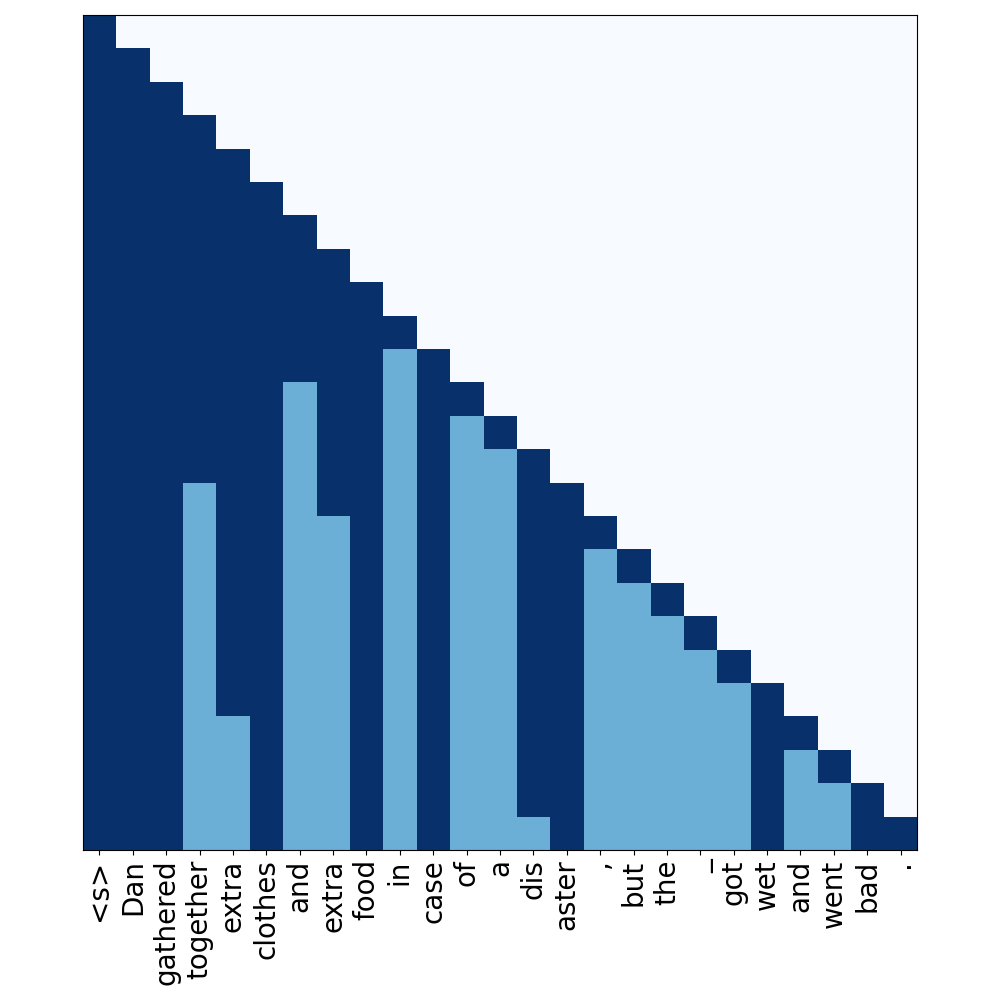 <s> Dan gathered together extra clothes and extra food in case of a dis aster , but the _ got wet and went bad .